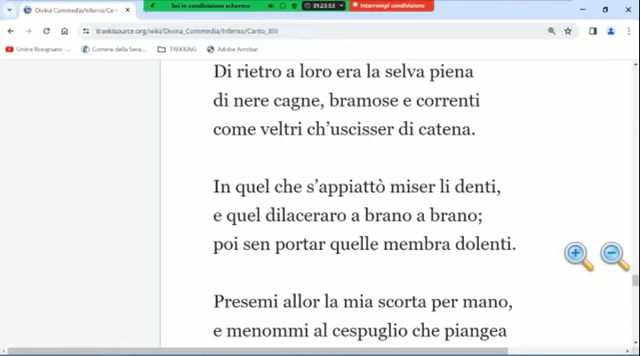 Divina Commedia/Inferno/Canto
Sei in condivisione schermo
01:23:53
Interrompi condivisione
it.wikisource.org/wiki/Divina_Commedia/Inferno/Canto_XIII
Unitre Rosignano -
Corriere della Sera...
TREKKING
Adobe Acrobat
Di rietro a loro era la selva piena
di nere cagne, bramose e correnti
come veltri ch’uscisser di catena.
In quel che s’appiattò miser li denti,
e quel dilaceraro a brano a brano;
poi sen portar quelle membra dolenti.
Presemi allor la mia scorta per mano,
e menommi al cespuglio che piangea